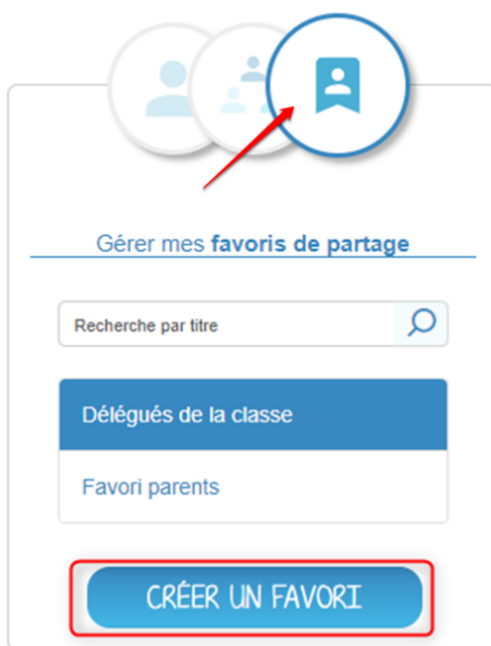 Gérer mes favoris de partage
Recherche par titre
Délégués de la classe
Favori parents
CRÉER UN FAVORI